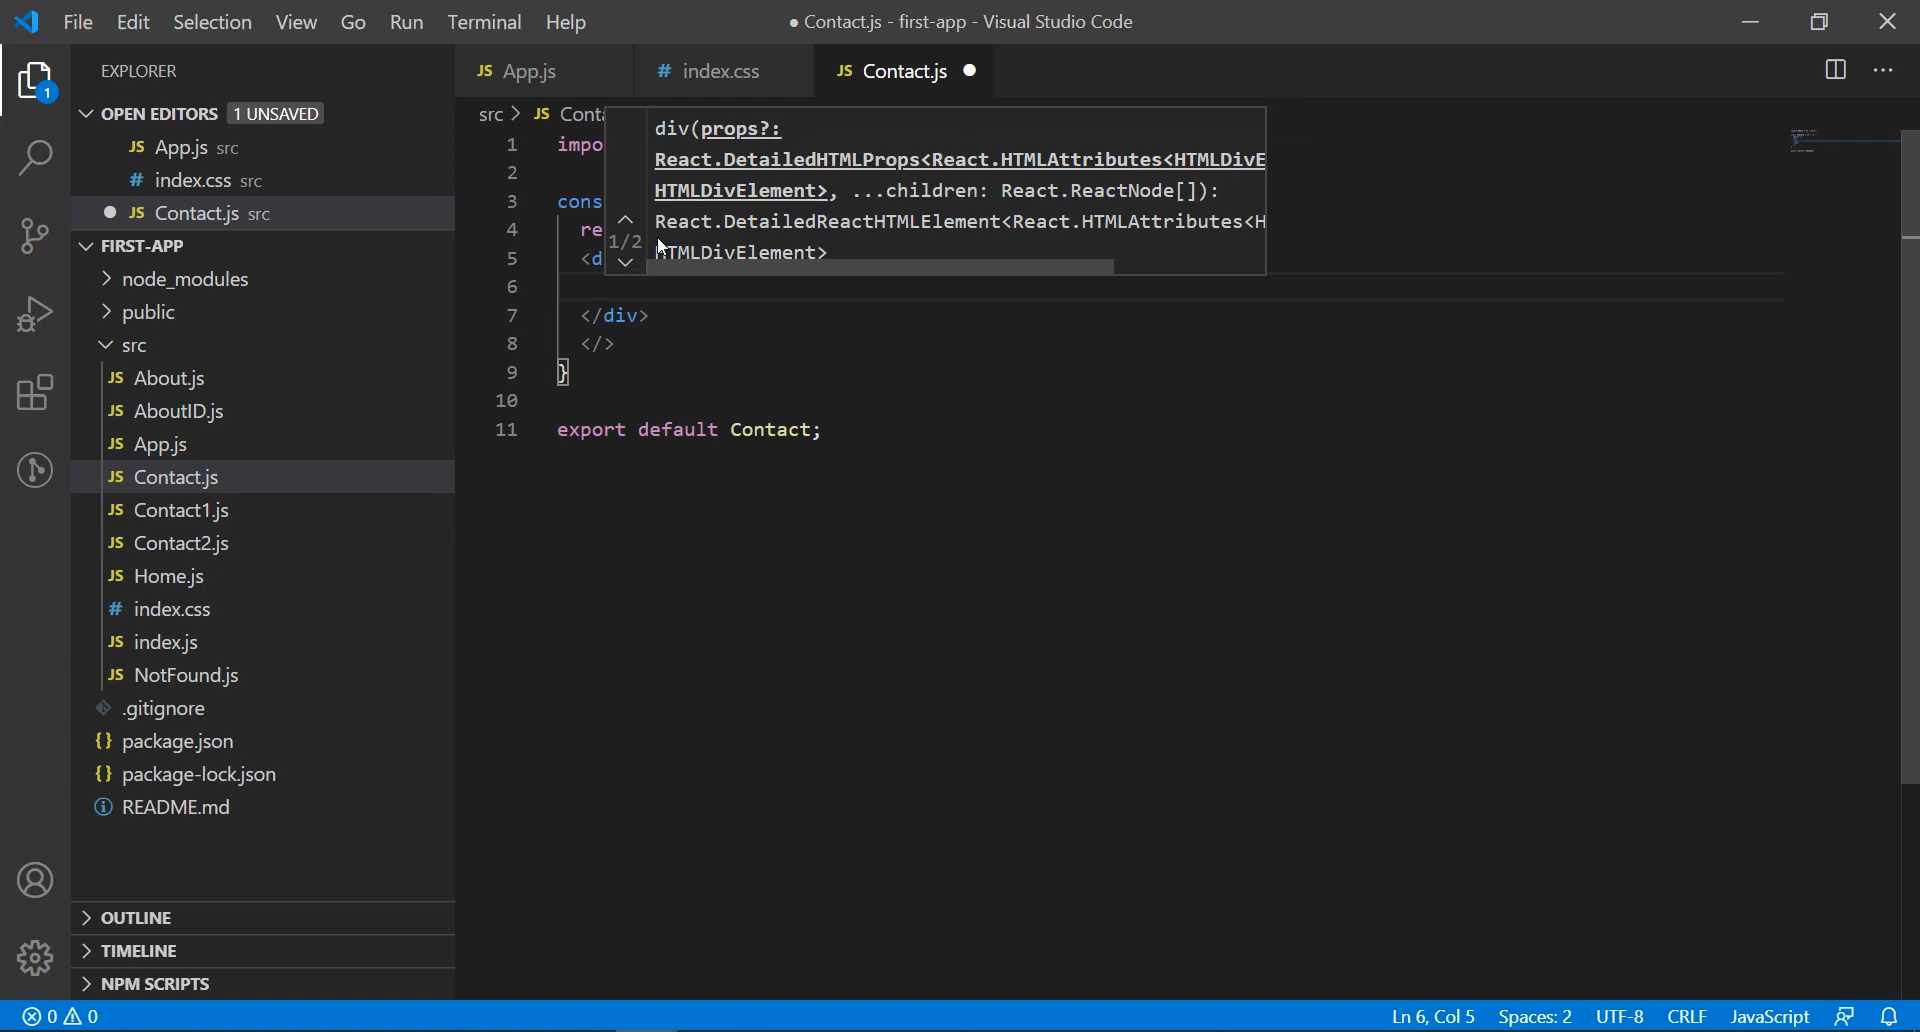 File Edit Selection View Go Run Terminal Help
● Contact.js - first-app - Visual Studio Code
1
EXPLORER
OPEN EDITORS 1 UNSAVED
JS App.js src
# index.css src
● JS Contact.js src
FIRST-APP
node_modules
public
src
JS About.js
JS AboutID.js
JS App.js
JS Contact.js
JS Contact1.js
JS Contact2.js
JS Home.js
# index.css
JS index.js
JS NotFound.js
.gitignore
{} package.json
{} package-lock.json
README.md
OUTLINE
TIMELINE
NPM SCRIPTS
JS App.js # index.css JS Contact.js ●
src > JS Conta
1 impo
2
3 cons
4 re
5 <d
6
7 </div>
8 </>
9 }
10
11 export default Contact;
div(props?:
React.DetailedHTMLProps<React.HTMLAttributes<HTMLDivE
HTMLDivElement>, ...children: React.ReactNode[]):
React.DetailedReactHTMLElement<React.HTMLAttributes<H
HTMLDivElement>
1/2
0 0
Ln 6, Col 5 Spaces: 2 UTF-8 CRLF JavaScript